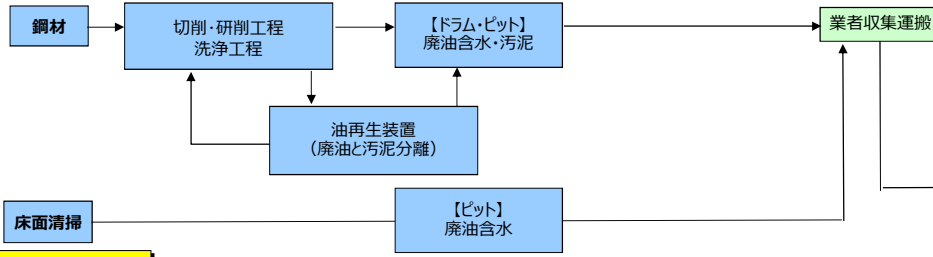 鋼材
切削・研削工程
洗浄工程
【ドラム・ピット】
廃油含水・汚泥
業者収集運搬
油再生装置
(廃油と汚泥分離)
床面清掃
【ピット】
廃油含水